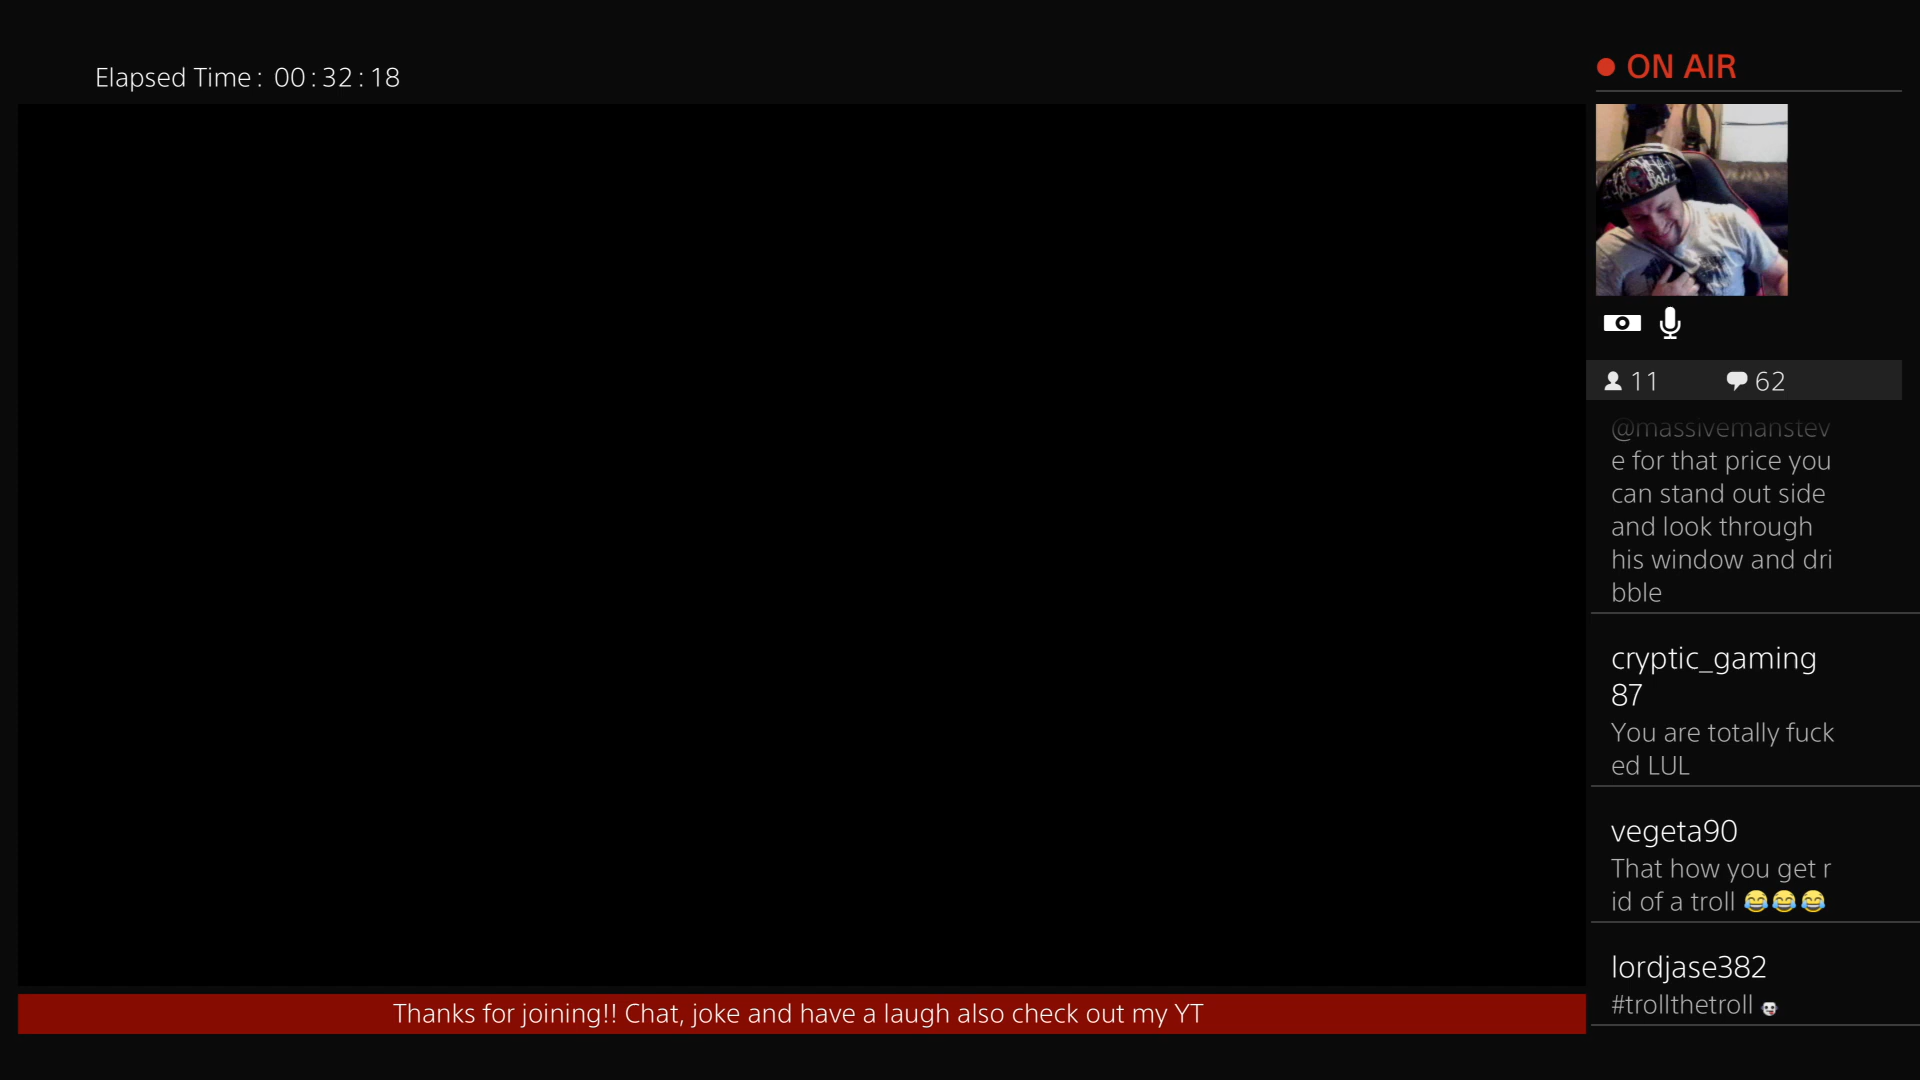 Elapsed Time: 00:32:18
ON AIR
11
62
@massivemanstev
e for that price you
can stand out side
and look through
his window and dri
bble
cryptic_gaming
87
You are totally fuck
ed LUL
vegeta90
That how you get r
id of a troll 😂😂😂
lordjase382
#trollthetroll
Thanks for joining!! Chat, joke and have a laugh also check out my YT